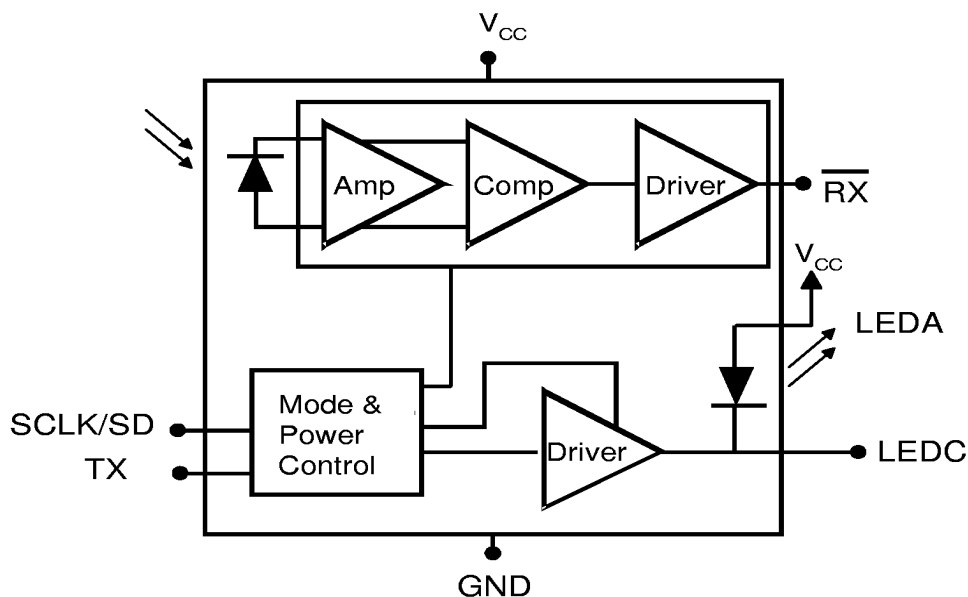 VCC
Amp
Comp
Driver
RX
VCC
LEDA
Mode &
Power
Control
SCLK/SD
TX
Driver
LEDC
GND